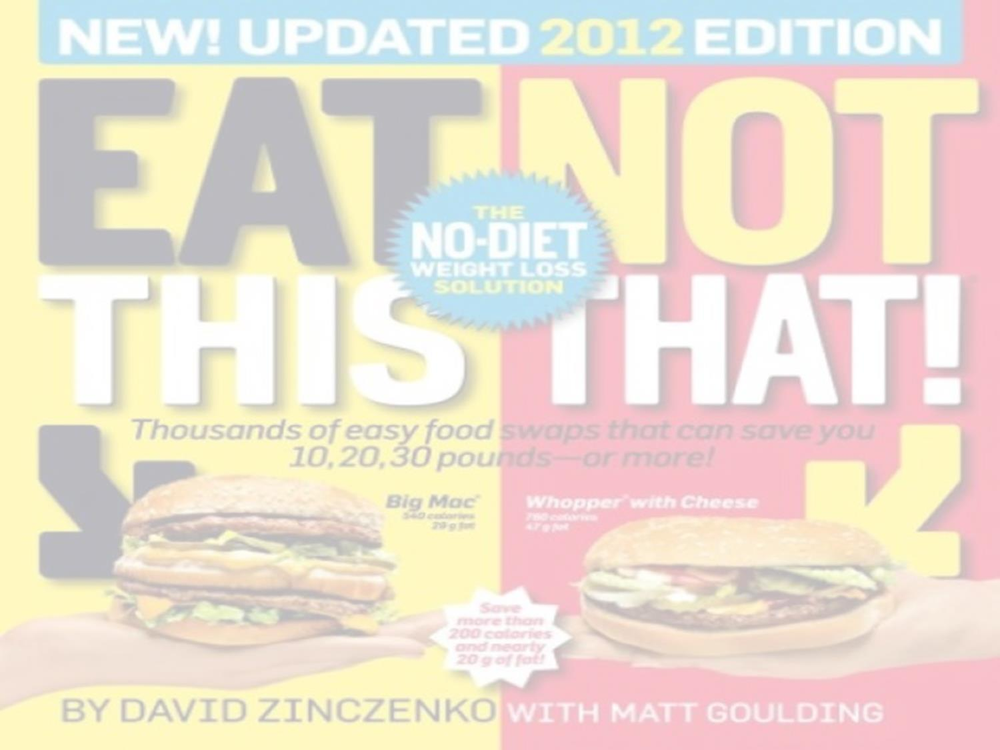 NEW! UPDATED 2012 EDITION
EAT NOT
THIS THAT!
THE
NO-DIET
WEIGHT LOSS
SOLUTION
Thousands of easy food swaps that can save you
10, 20, 30 pounds—or more!
Big Mac®
540 calories
29 g fat
Whopper® with Cheese
760 calories
47 g fat
Save
more than
200 calories
and nearly
20 g of fat!
BY DAVID ZINCZENKO WITH MATT GOULDING